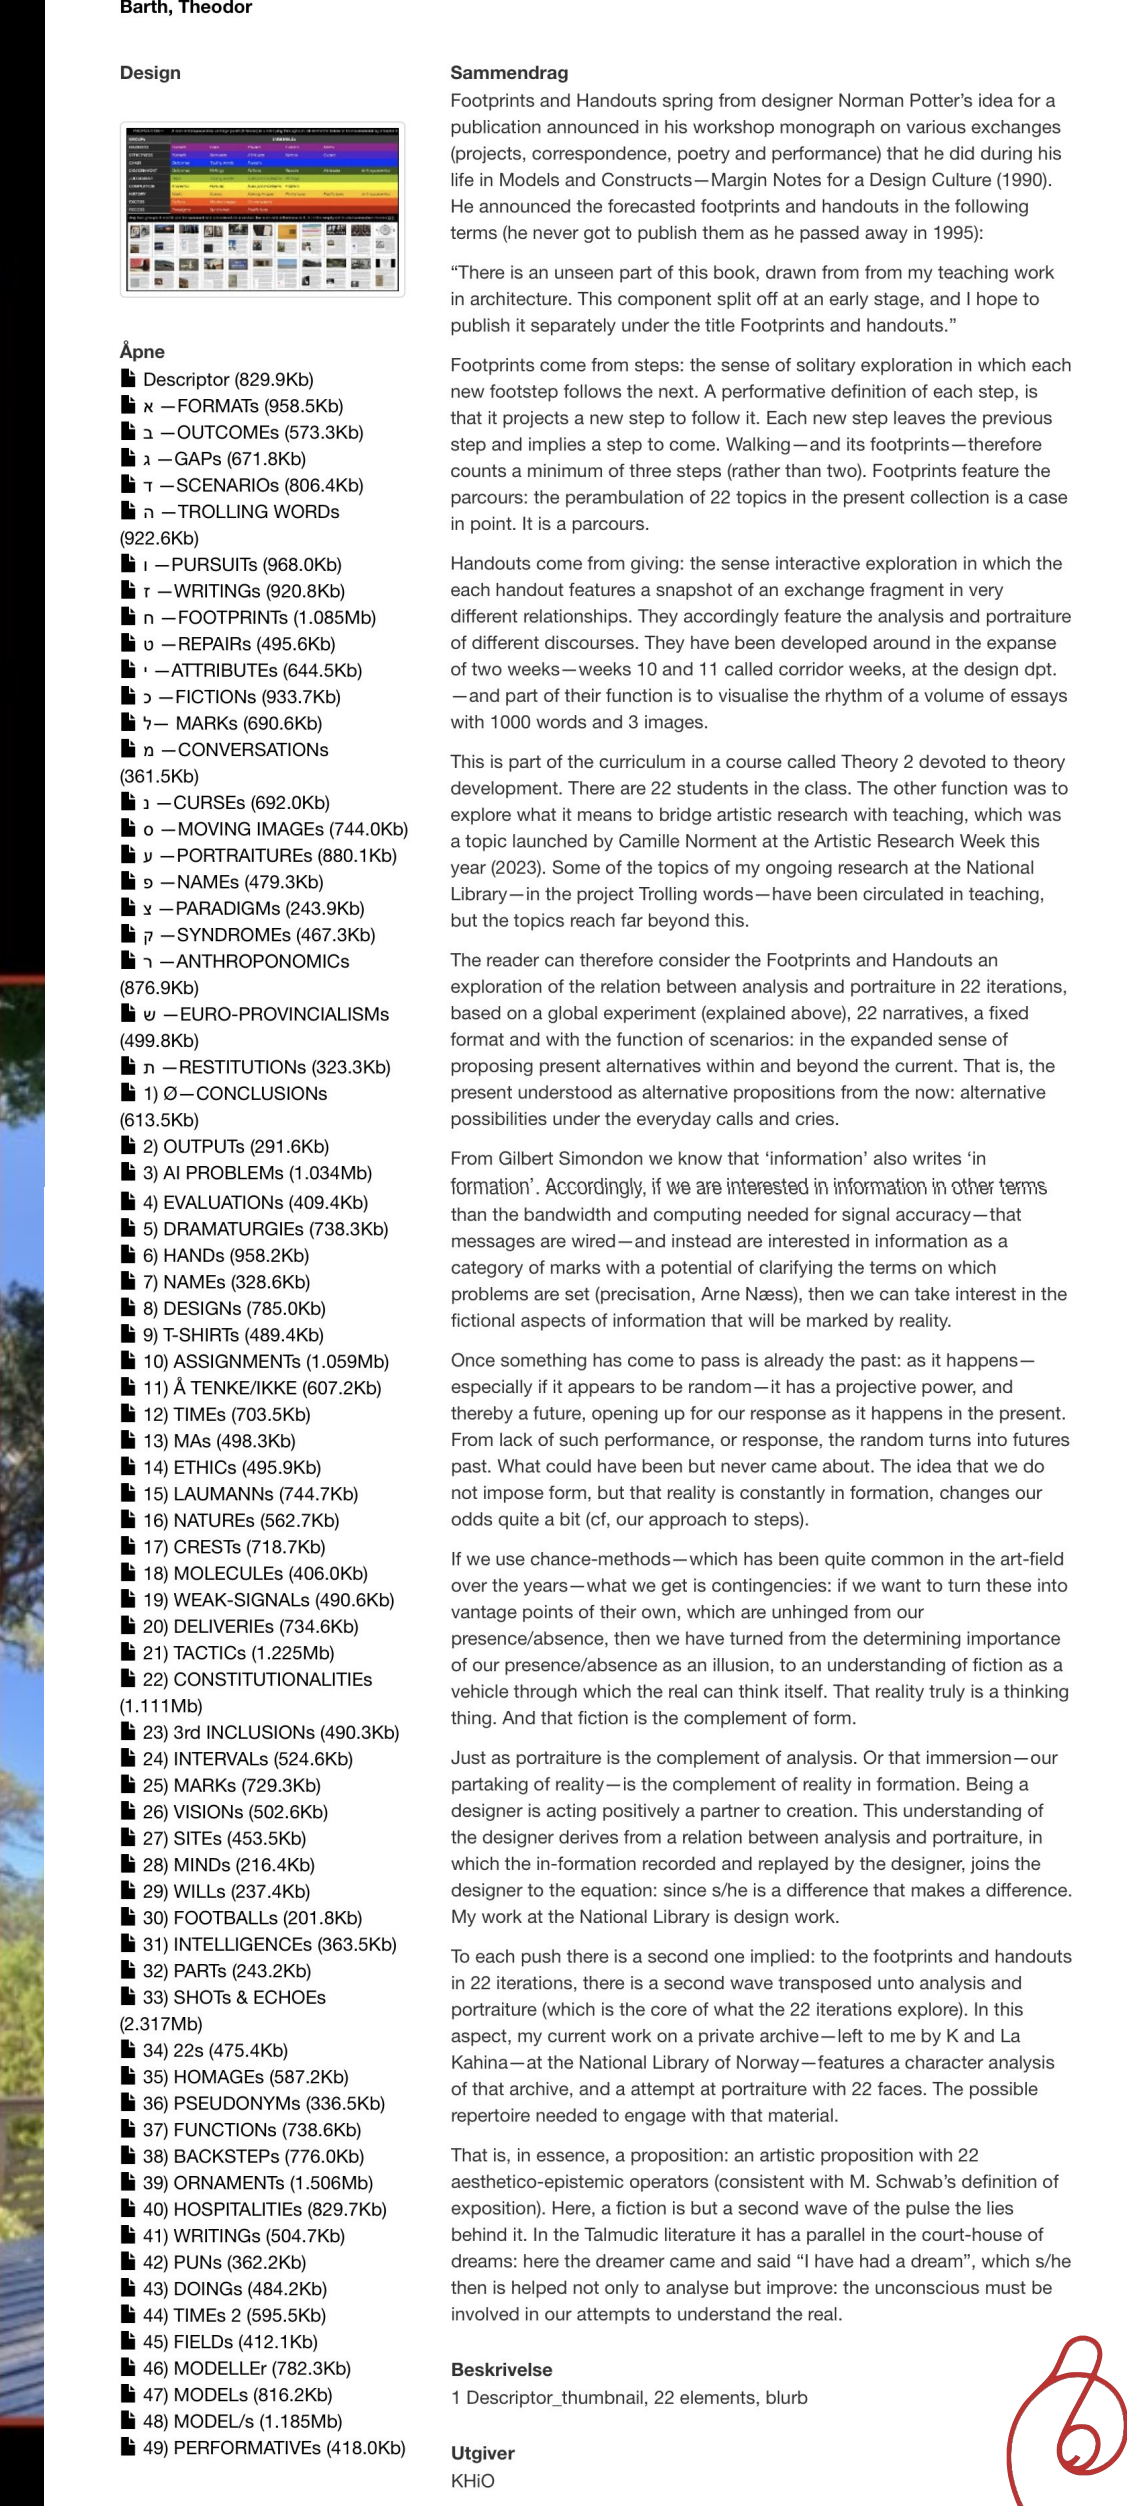 Barth, Theodor
Design
Åpne
Descriptor (829.9Kb)
א —FORMATs (958.5Kb)
ב —OUTCOMEs (573.3Kb)
ג —GAPs (671.8Kb)
ד —SCENARIOs (806.4Kb)
ה —TROLLING WORDs
(922.6Kb)
ו —PURSUITs (968.0Kb)
ז —WRITINGs (920.8Kb)
ח —FOOTPRINTs (1.085Mb)
ט —REPAIRs (495.6Kb)
י —ATTRIBUTEs (644.5Kb)
כ —FICTIONs (933.7Kb)
ל— MARKs (690.6Kb)
מ —CONVERSATIONs
(361.5Kb)
נ —CURSEs (692.0Kb)
ס —MOVING IMAGEs (744.0Kb)
ע —PORTRAITUREs (880.1Kb)
פ —NAMEs (479.3Kb)
צ —PARADIGMs (243.9Kb)
ק —SYNDROMEs (467.3Kb)
ר —ANTHROPONOMICs
(876.9Kb)
ש —EURO-PROVINCIALISMs
(499.8Kb)
ת —RESTITUTIONs (323.3Kb)
1) Ø—CONCLUSIONs
(613.5Kb)
2) OUTPUTs (291.6Kb)
3) AI PROBLEMs (1.034Mb)
4) EVALUATIONs (409.4Kb)
5) DRAMATURGIEs (738.3Kb)
6) HANDs (958.2Kb)
7) NAMEs (328.6Kb)
8) DESIGNs (785.0Kb)
9) T-SHIRTs (489.4Kb)
10) ASSIGNMENTs (1.059Mb)
11) Å TENKE/IKKE (607.2Kb)
12) TIMEs (703.5Kb)
13) MAs (498.3Kb)
14) ETHICs (495.9Kb)
15) LAUMANNs (744.7Kb)
16) NATUREs (562.7Kb)
17) CRESTs (718.7Kb)
18) MOLECULEs (406.0Kb)
19) WEAK-SIGNALs (490.6Kb)
20) DELIVERIEs (734.6Kb)
21) TACTICs (1.225Mb)
22) CONSTITUTIONALITIEs
(1.111Mb)
23) 3rd INCLUSIONs (490.3Kb)
24) INTERVALs (524.6Kb)
25) MARKs (729.3Kb)
26) VISIONs (502.6Kb)
27) SITEs (453.5Kb)
28) MINDs (216.4Kb)
29) WILLs (237.4Kb)
30) FOOTBALLs (201.8Kb)
31) INTELLIGENCEs (363.5Kb)
32) PARTs (243.2Kb)
33) SHOTs & ECHOEs
(2.317Mb)
34) 22s (475.4Kb)
35) HOMAGEs (587.2Kb)
36) PSEUDONYMs (336.5Kb)
37) FUNCTIONs (738.6Kb)
38) BACKSTEPs (776.0Kb)
39) ORNAMENTs (1.506Mb)
40) HOSPITALITIEs (829.7Kb)
41) WRITINGs (504.7Kb)
42) PUNs (362.2Kb)
43) DOINGs (484.2Kb)
44) TIMEs 2 (595.5Kb)
45) FIELDs (412.1Kb)
46) MODELLEr (782.3Kb)
47) MODELs (816.2Kb)
48) MODEL/s (1.185Mb)
49) PERFORMATIVEs (418.0Kb)
Sammendrag
Footprints and Handouts spring from designer Norman Potter’s idea for a
publication announced in his workshop monograph on various exchanges
(projects, correspondence, poetry and performance) that he did during his
life in Models and Constructs—Margin Notes for a Design Culture (1990).
He announced the forecasted footprints and handouts in the following
terms (he never got to publish them as he passed away in 1995):
“There is an unseen part of this book, drawn from from my teaching work
in architecture. This component split off at an early stage, and I hope to
publish it separately under the title Footprints and handouts.”
Footprints come from steps: the sense of solitary exploration in which each
new footstep follows the next. A performative definition of each step, is
that it projects a new step to follow it. Each new step leaves the previous
step and implies a step to come. Walking—and its footprints—therefore
counts a minimum of three steps (rather than two). Footprints feature the
parcours: the perambulation of 22 topics in the present collection is a case
in point. It is a parcours.
Handouts come from giving: the sense interactive exploration in which the
each handout features a snapshot of an exchange fragment in very
different relationships. They accordingly feature the analysis and portraiture
of different discourses. They have been developed around in the expanse
of two weeks—weeks 10 and 11 called corridor weeks, at the design dpt.
—and part of their function is to visualise the rhythm of a volume of essays
with 1000 words and 3 images.
This is part of the curriculum in a course called Theory 2 devoted to theory
development. There are 22 students in the class. The other function was to
explore what it means to bridge artistic research with teaching, which was
a topic launched by Camille Norment at the Artistic Research Week this
year (2023). Some of the topics of my ongoing research at the National
Library—in the project Trolling words—have been circulated in teaching,
but the topics reach far beyond this.
The reader can therefore consider the Footprints and Handouts an
exploration of the relation between analysis and portraiture in 22 iterations,
based on a global experiment (explained above), 22 narratives, a fixed
format and with the function of scenarios: in the expanded sense of
proposing present alternatives within and beyond the current. That is, the
present understood as alternative propositions from the now: alternative
possibilities under the everyday calls and cries.
From Gilbert Simondon we know that ‘information’ also writes ‘in
formation’. Accordingly, if we are interested in information in other terms
than the bandwidth and computing needed for signal accuracy—that
messages are wired—and instead are interested in information as a
category of marks with a potential of clarifying the terms on which
problems are set (precisation, Arne Næss), then we can take interest in the
fictional aspects of information that will be marked by reality.
Once something has come to pass is already the past: as it happens—
especially if it appears to be random—it has a projective power, and
thereby a future, opening up for our response as it happens in the present.
From lack of such performance, or response, the random turns into futures
past. What could have been but never came about. The idea that we do
not impose form, but that reality is constantly in formation, changes our
odds quite a bit (cf, our approach to steps).
If we use chance-methods—which has been quite common in the art-field
over the years—what we get is contingencies: if we want to turn these into
vantage points of their own, which are unhinged from our
presence/absence, then we have turned from the determining importance
of our presence/absence as an illusion, to an understanding of fiction as a
vehicle through which the real can think itself. That reality truly is a thinking
thing. And that fiction is the complement of form.
Just as portraiture is the complement of analysis. Or that immersion—our
partaking of reality—is the complement of reality in formation. Being a
designer is acting positively a partner to creation. This understanding of
the designer derives from a relation between analysis and portraiture, in
which the in-formation recorded and replayed by the designer, joins the
designer to the equation: since s/he is a difference that makes a difference.
My work at the National Library is design work.
To each push there is a second one implied: to the footprints and handouts
in 22 iterations, there is a second wave transposed unto analysis and
portraiture (which is the core of what the 22 iterations explore). In this
aspect, my current work on a private archive—left to me by K and La
Kahina—at the National Library of Norway—features a character analysis
of that archive, and a attempt at portraiture with 22 faces. The possible
repertoire needed to engage with that material.
That is, in essence, a proposition: an artistic proposition with 22
aesthetico-epistemic operators (consistent with M. Schwab’s definition of
exposition). Here, a fiction is but a second wave of the pulse the lies
behind it. In the Talmudic literature it has a parallel in the court-house of
dreams: here the dreamer came and said “I have had a dream”, which s/he
then is helped not only to analyse but improve: the unconscious must be
involved in our attempts to understand the real.
Beskrivelse
1 Descriptor_thumbnail, 22 elements, blurb
Utgiver
KHiO